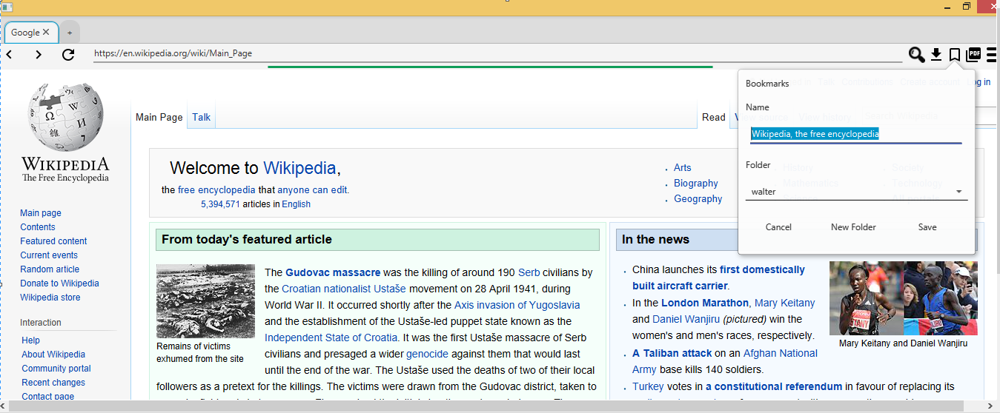 Google
+
https://en.wikipedia.org/wiki/Main_Page
PDF
Create account Log in
Bookmarks
Name
Wikipedia, the free encyclopedia
Folder
walter
Cancel New Folder Save
WIKIPEDIA
The Free Encyclopedia
Main page
Contents
Featured content
Current events
Random article
Donate to Wikipedia
Wikipedia store
Interaction
Help
About Wikipedia
Community portal
Recent changes
Contact page
Main Page Talk
Read View history
Welcome to Wikipedia,
the free encyclopedia that anyone can edit.
5,394,571 articles in English
Arts
Biography
Geography
History
Mathematics
Society
Technology
From today's featured article
The Gudovac massacre was the killing of around 190 Serb civilians by
the Croatian nationalist Ustaše movement on 28 April 1941, during
World War II. It occurred shortly after the Axis invasion of Yugoslavia
and the establishment of the Ustaše-led puppet state known as the
Independent State of Croatia. It was the first Ustaše massacre of Serb
civilians and presaged a wider genocide against them that would last
until the end of the war. The Ustaše used the deaths of two of their local
followers as a pretext for the killings. The victims were drawn from the Gudovac district, taken to
Remains of victims
exhumed from the site
In the news
China launches its first domestically
built aircraft carrier.
In the London Marathon, Mary Keitany
and Daniel Wanjiru (pictured) win the
women's and men's races, respectively.
A Taliban attack on an Afghan National
Army base kills 140 soldiers.
Turkey votes in a constitutional referendum in favour of replacing its
Mary Keitany and Daniel Wanjiru